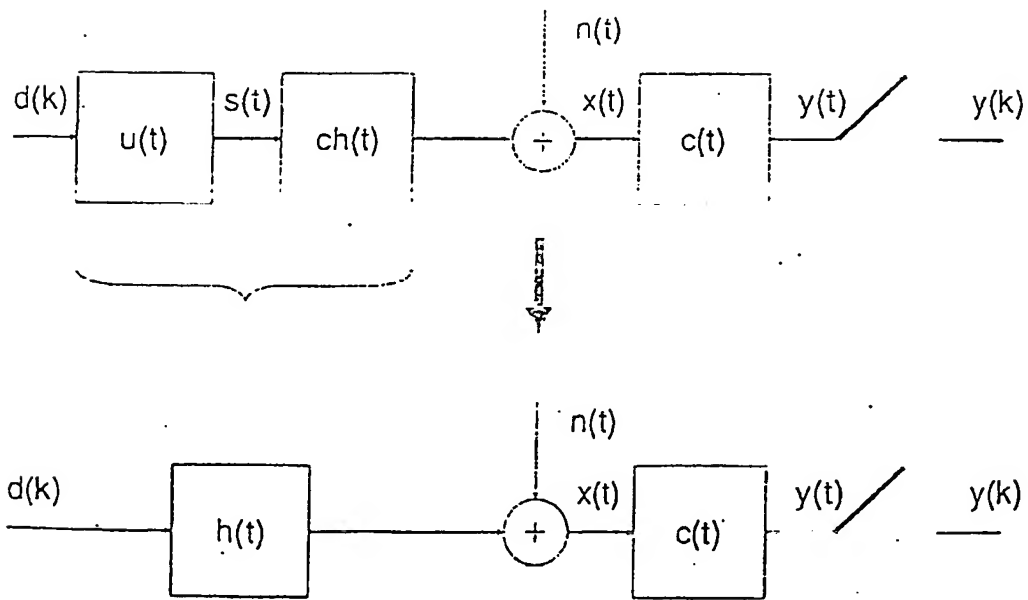 n(t)
d(k) s(t) x(t) y(t) y(k)
u(t) ch(t) + c(t)
n(t)
d(k) x(t) y(t) y(k)
h(t) + c(t)